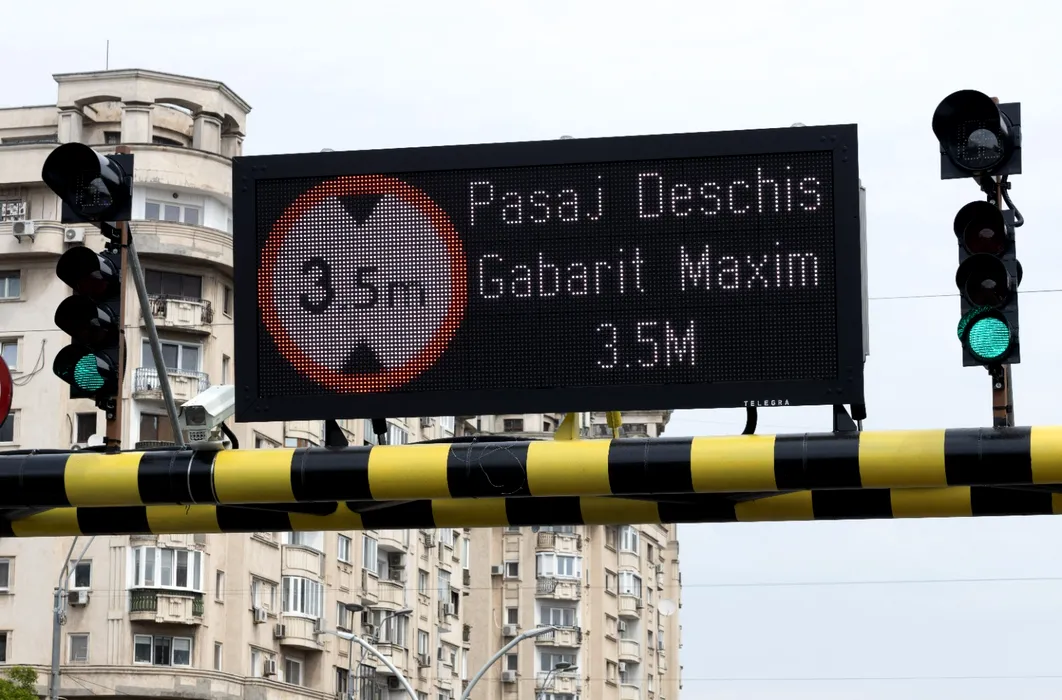 3.5m
Pasaj Deschis
Gabarit Maxim
3.5M
TELEGRA